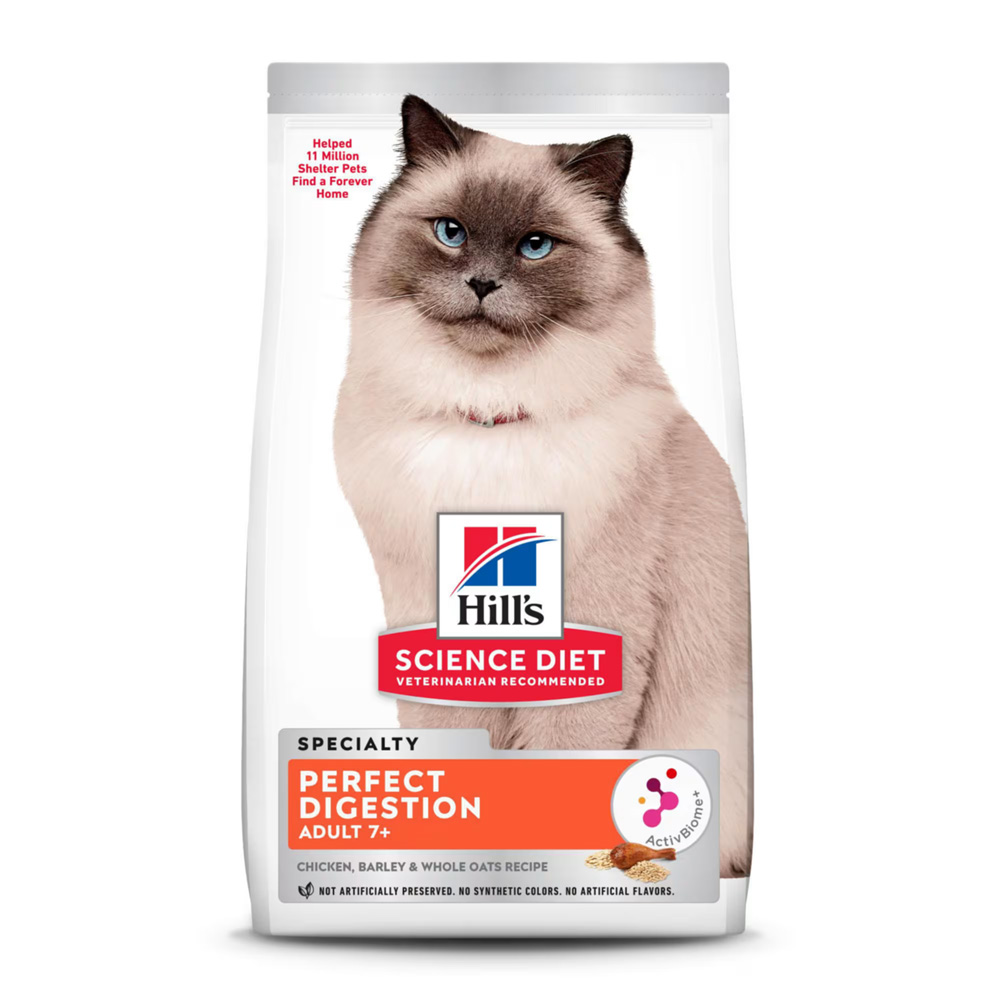 Helped
11 Million
Shelter Pets
Find a Forever
Home
Hill's
SCIENCE DIET
VETERINARIAN RECOMMENDED
SPECIALTY
PERFECT
DIGESTION
ADULT 7+
ActivBiome+
CHICKEN, BARLEY & WHOLE OATS RECIPE
NOT ARTIFICIALLY PRESERVED. NO SYNTHETIC COLORS. NO ARTIFICIAL FLAVORS.